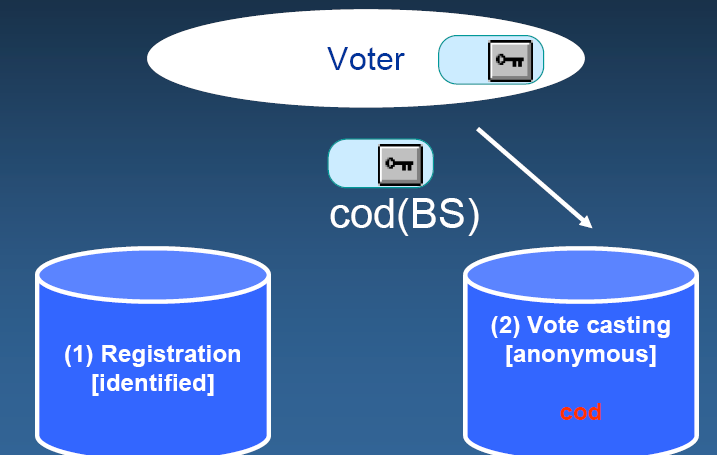 Voter
cod(BS)
(1) Registration
[identified]
(2) Vote casting
[anonymous]
cod